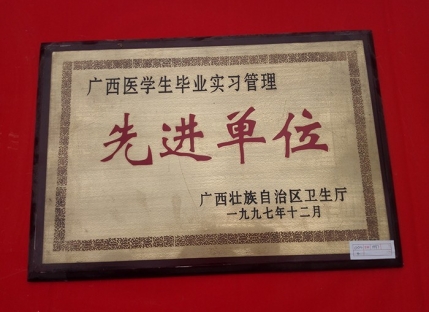 广西医学生毕业实习管理
先进单位
广西壮族自治区卫生厅
一九九七年十二月